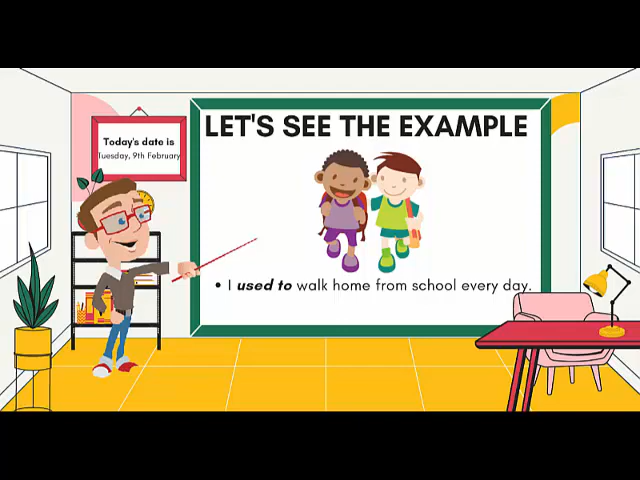 LET'S SEE THE EXAMPLE
Today's date is
Tuesday, 9th February
• I used to walk home from school every day.